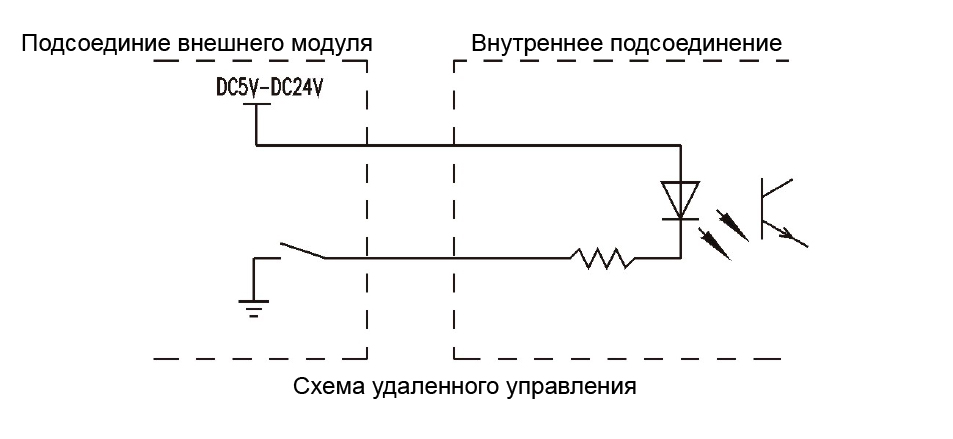 Подсоединие внешнего модуля
Внутреннее подсоединение
DC5V-DC24V
Схема удаленного управления